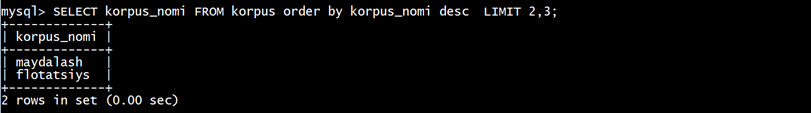 mysql> SELECT korpus_nomi FROM korpus order by korpus_nomi desc  LIMIT 2,3;
+-------------+
| korpus_nomi |
+-------------+
| maydalash   |
| flotatsiys  |
+-------------+
2 rows in set (0.00 sec)